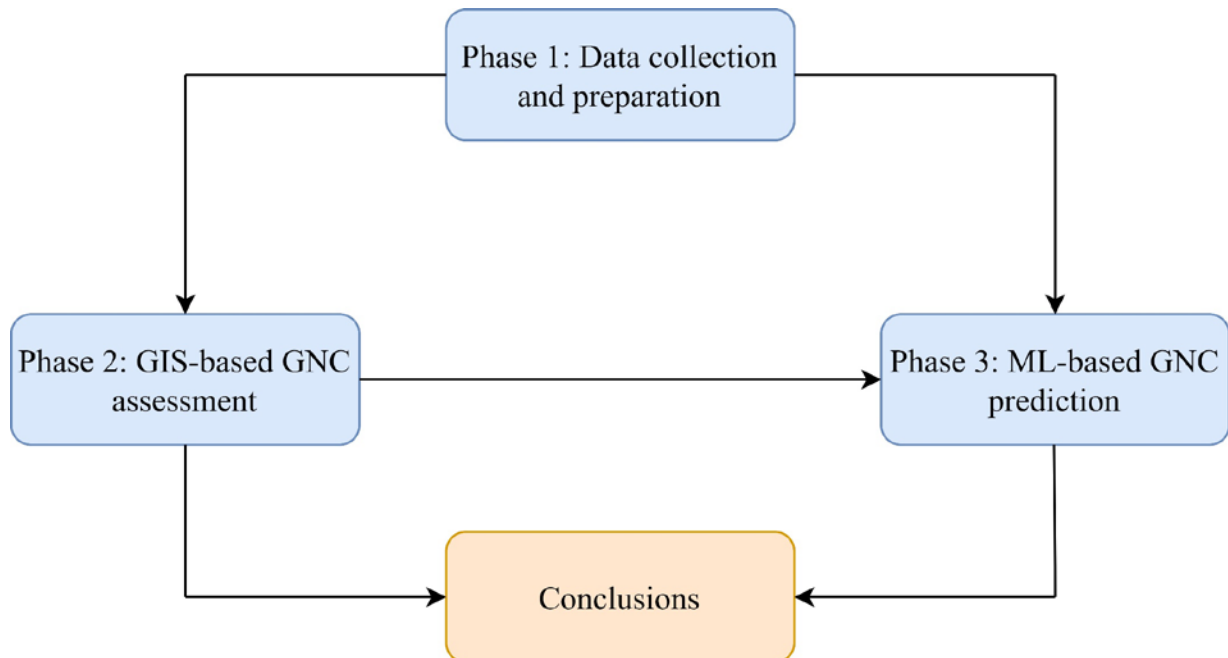 Phase 1: Data collection
and preparation
Phase 2: GIS-based GNC
assessment
Phase 3: ML-based GNC
prediction
Conclusions